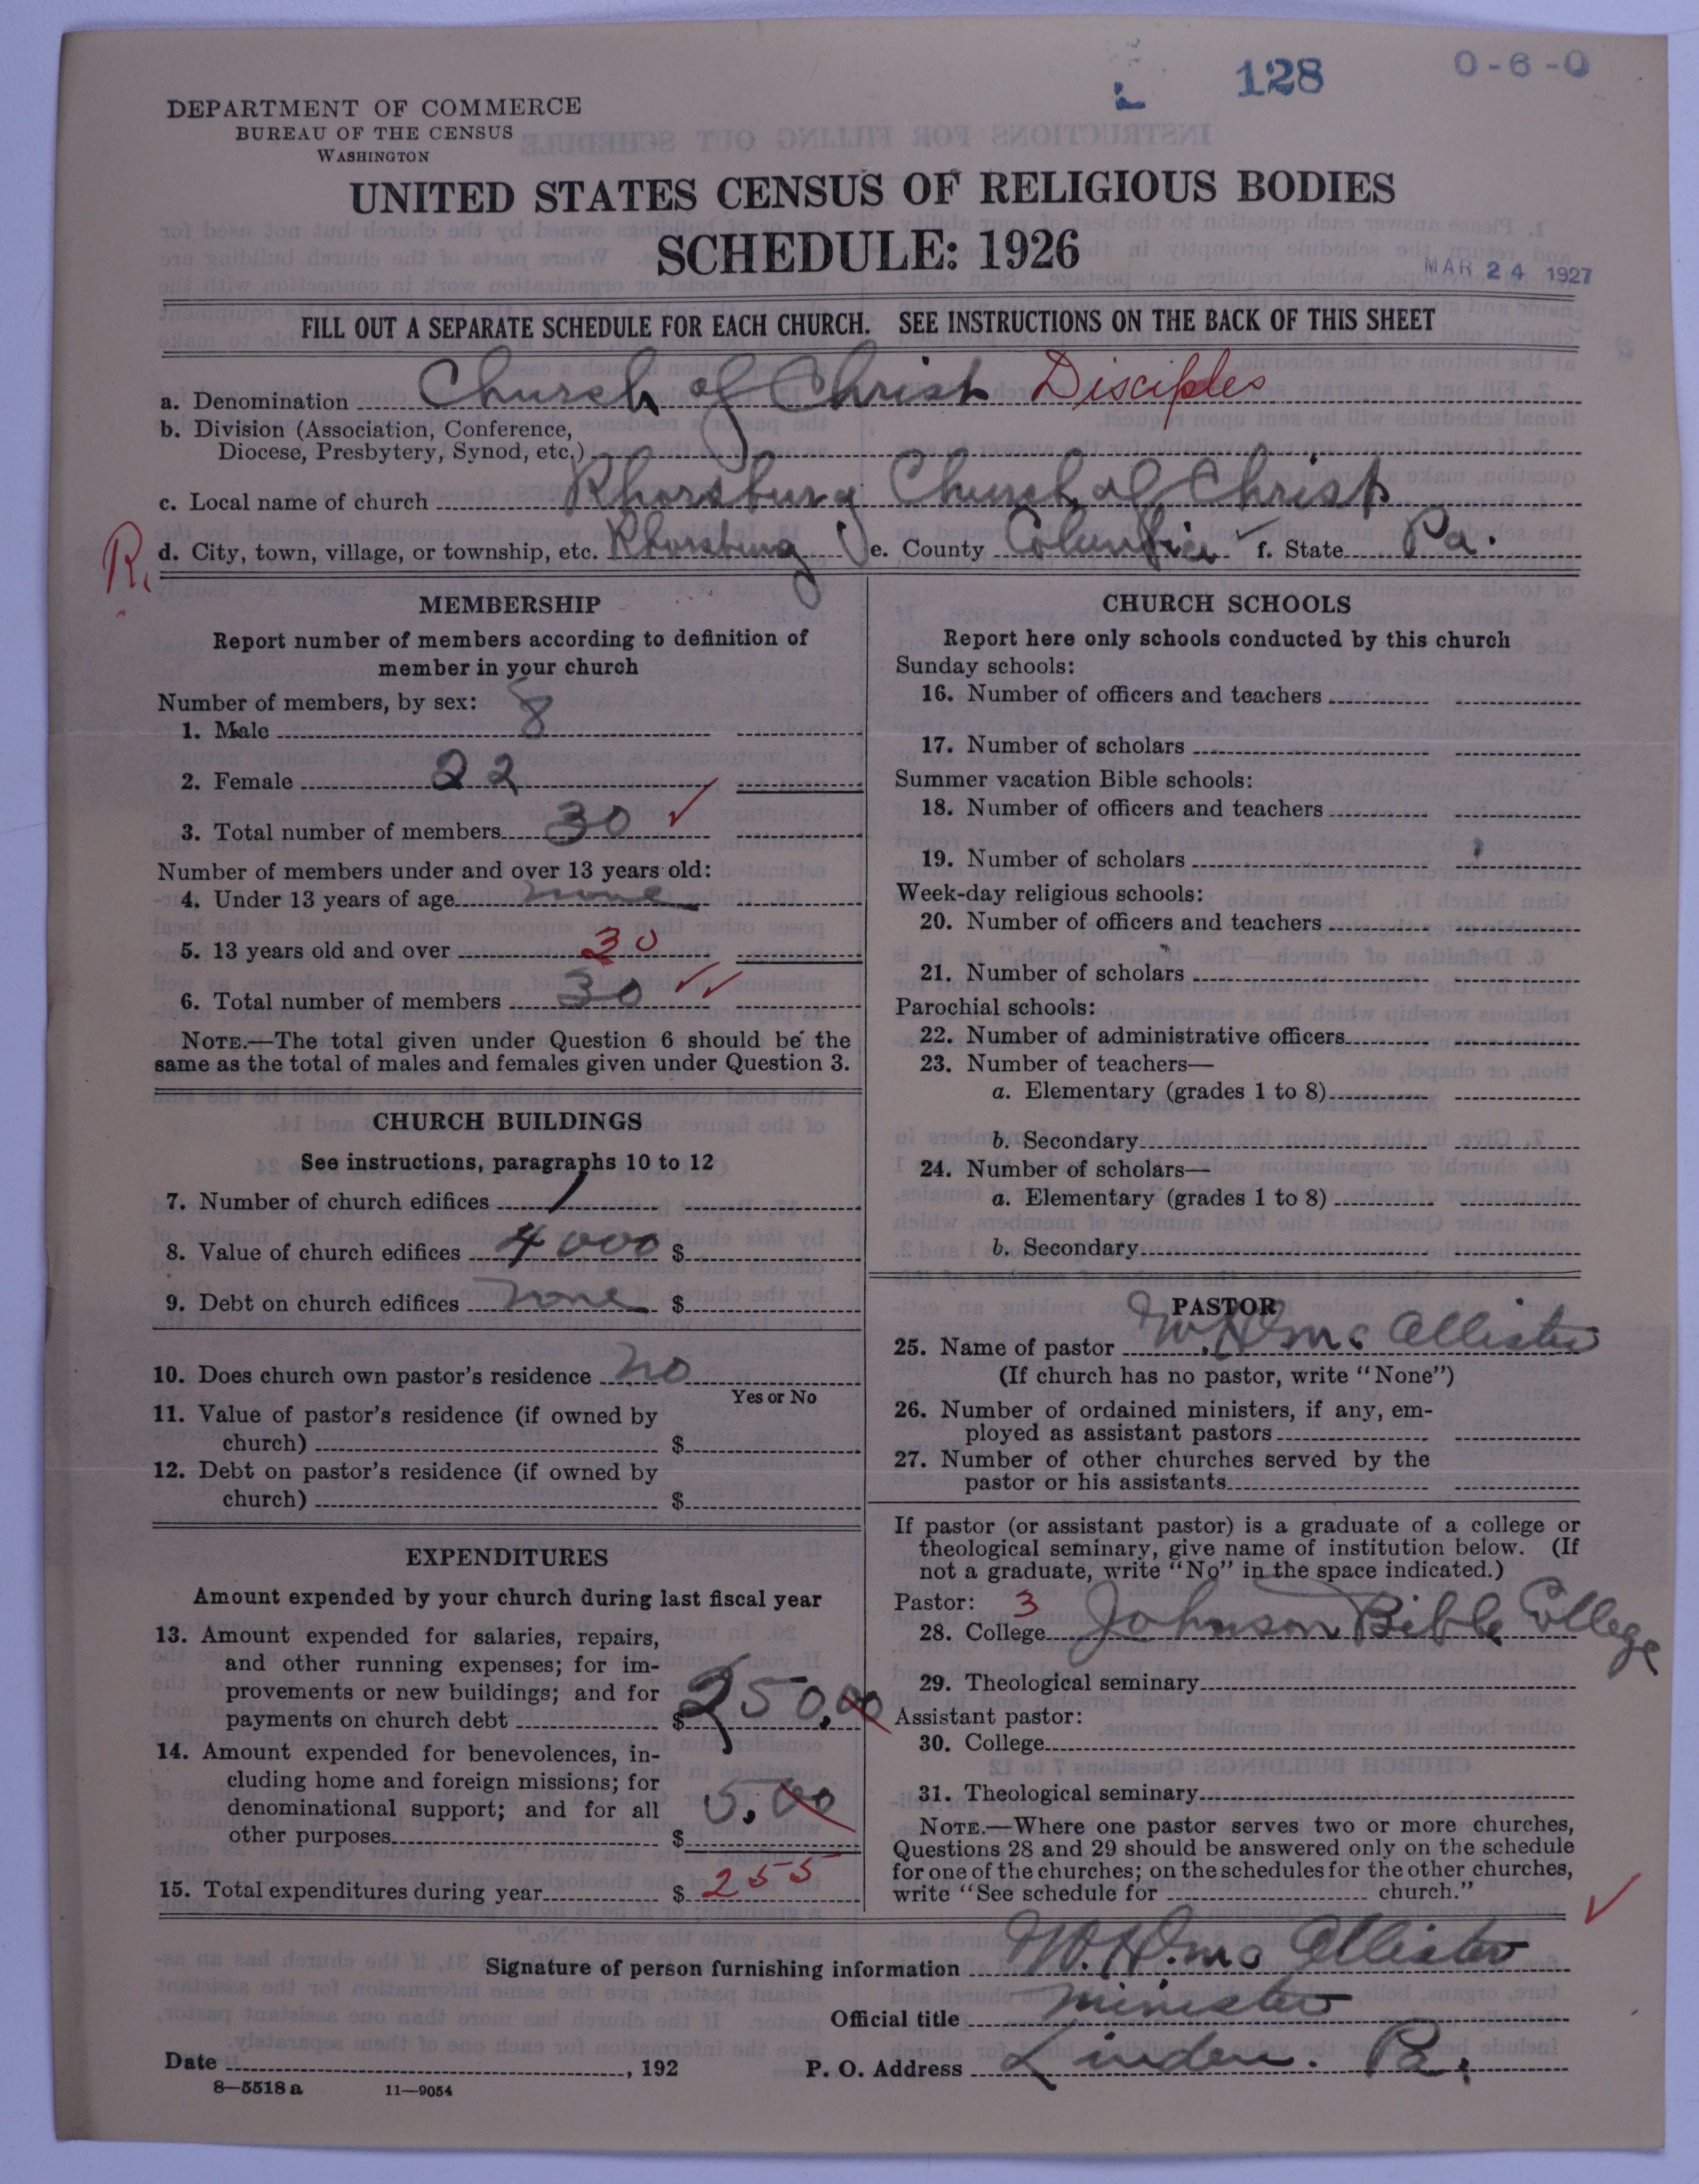 128
0-6-0
DEPARTMENT OF COMMERCE
BUREAU OF THE CENSUS
WASHINGTON
UNITED STATES CENSUS OF RELIGIOUS BODIES
SCHEDULE: 1926
MAR 24 1927
FILL OUT A SEPARATE SCHEDULE FOR EACH CHURCH. SEE INSTRUCTIONS ON THE BACK OF THIS SHEET
a. Denomination Church of Christ Disciples
b. Division (Association, Conference,
Diocese, Presbytery, Synod, etc.)
c. Local name of church Rhorsburg Church of Christ
R. d. City, town, village, or township, etc. Rhorsburg e. County Columbia f. State Pa.
MEMBERSHIP
Report number of members according to definition of
member in your church
Number of members, by sex:
1. Male 8
2. Female 22
3. Total number of members 30 ✓
Number of members under and over 13 years old:
4. Under 13 years of age none
5. 13 years old and over 30
6. Total number of members 30 ✓✓
NOTE.—The total given under Question 6 should be the
same as the total of males and females given under Question 3.
CHURCH BUILDINGS
See instructions, paragraphs 10 to 12
7. Number of church edifices 1
8. Value of church edifices 4000 $
9. Debt on church edifices none $
10. Does church own pastor's residence no
Yes or No
11. Value of pastor's residence (if owned by
church) $
12. Debt on pastor's residence (if owned by
church) $
EXPENDITURES
Amount expended by your church during last fiscal year
13. Amount expended for salaries, repairs,
and other running expenses; for im-
provements or new buildings; and for
payments on church debt $ 250.00
14. Amount expended for benevolences, in-
cluding home and foreign missions; for
denominational support; and for all
other purposes $ 5.00
15. Total expenditures during year $ 255
CHURCH SCHOOLS
Report here only schools conducted by this church
Sunday schools:
16. Number of officers and teachers
17. Number of scholars
Summer vacation Bible schools:
18. Number of officers and teachers
19. Number of scholars
Week-day religious schools:
20. Number of officers and teachers
21. Number of scholars
Parochial schools:
22. Number of administrative officers
23. Number of teachers—
a. Elementary (grades 1 to 8)
b. Secondary
24. Number of scholars—
a. Elementary (grades 1 to 8)
b. Secondary
PASTOR
25. Name of pastor W.H. Mc Allister
(If church has no pastor, write "None")
26. Number of ordained ministers, if any, em-
ployed as assistant pastors
27. Number of other churches served by the
pastor or his assistants
If pastor (or assistant pastor) is a graduate of a college or
theological seminary, give name of institution below. (If
not a graduate, write "No" in the space indicated.)
Pastor: 3
28. College Johnson Bible College
29. Theological seminary
Assistant pastor:
30. College
31. Theological seminary
NOTE.—Where one pastor serves two or more churches,
Questions 28 and 29 should be answered only on the schedule
for one of the churches; on the schedules for the other churches,
write "See schedule for church." ✓
Signature of person furnishing information W. H. Mc Allister
Official title minister
Date , 192 P. O. Address Linden. Pa.
8—5518 a 11—9054